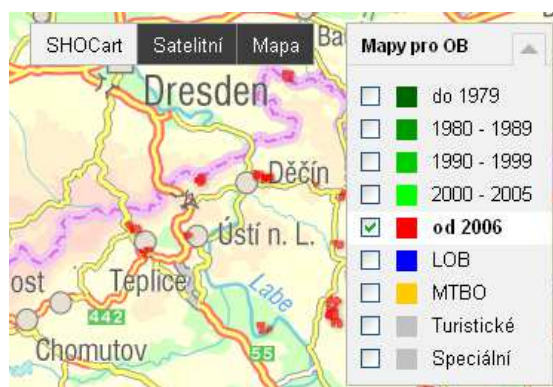 SHOCart
Satelitní
Mapa
Mapy pro OB
Dresden
do 1979
1980 - 1989
1990 - 1999
Děčín
2000 - 2005
od 2006
Ústí n. L.
LOB
Teplice
Labe
MTBO
ost
442
Turistické
Chomutov
55
Speciální